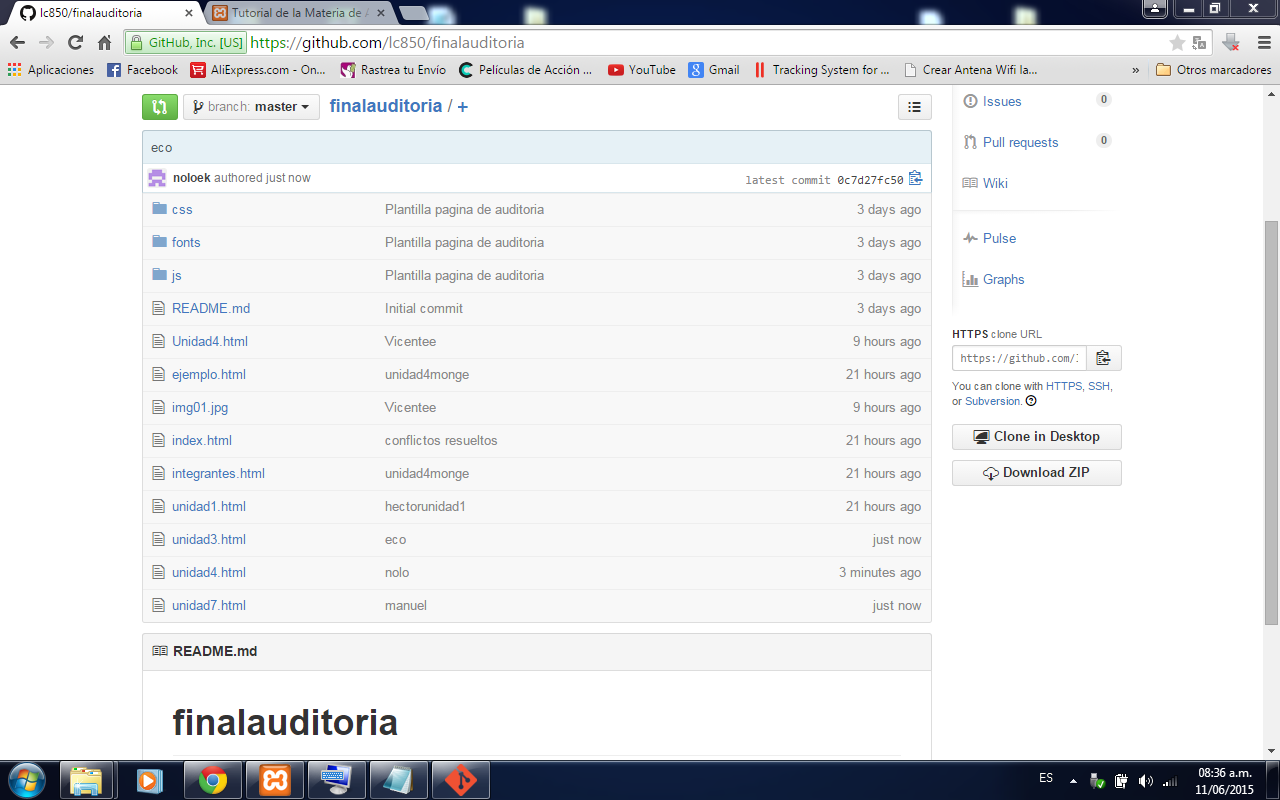 lc850/finalauditoria
Tutorial de la Materia de A
GitHub, Inc. [US] https://github.com/lc850/finalauditoria
Aplicaciones Facebook AliExpress.com - On... Rastrea tu Envío Películas de Acción ... YouTube Gmail Tracking System for ... Crear Antena Wifi la... » Otros marcadores
branch: master finalauditoria / +
eco
noloek authored just now latest commit 0c7d27fc50
css Plantilla pagina de auditoria 3 days ago
fonts Plantilla pagina de auditoria 3 days ago
js Plantilla pagina de auditoria 3 days ago
README.md Initial commit 3 days ago
Unidad4.html Vicentee 9 hours ago
ejemplo.html unidad4monge 21 hours ago
img01.jpg Vicentee 9 hours ago
index.html conflictos resueltos 21 hours ago
integrantes.html unidad4monge 21 hours ago
unidad1.html hectorunidad1 21 hours ago
unidad3.html eco just now
unidad4.html nolo 3 minutes ago
unidad7.html manuel just now
README.md
finalauditoria
Issues 0
Pull requests 0
Wiki
Pulse
Graphs
HTTPS clone URL
https://github.com/
You can clone with HTTPS, SSH,
or Subversion.
Clone in Desktop
Download ZIP
ES
08:36 a.m.
11/06/2015